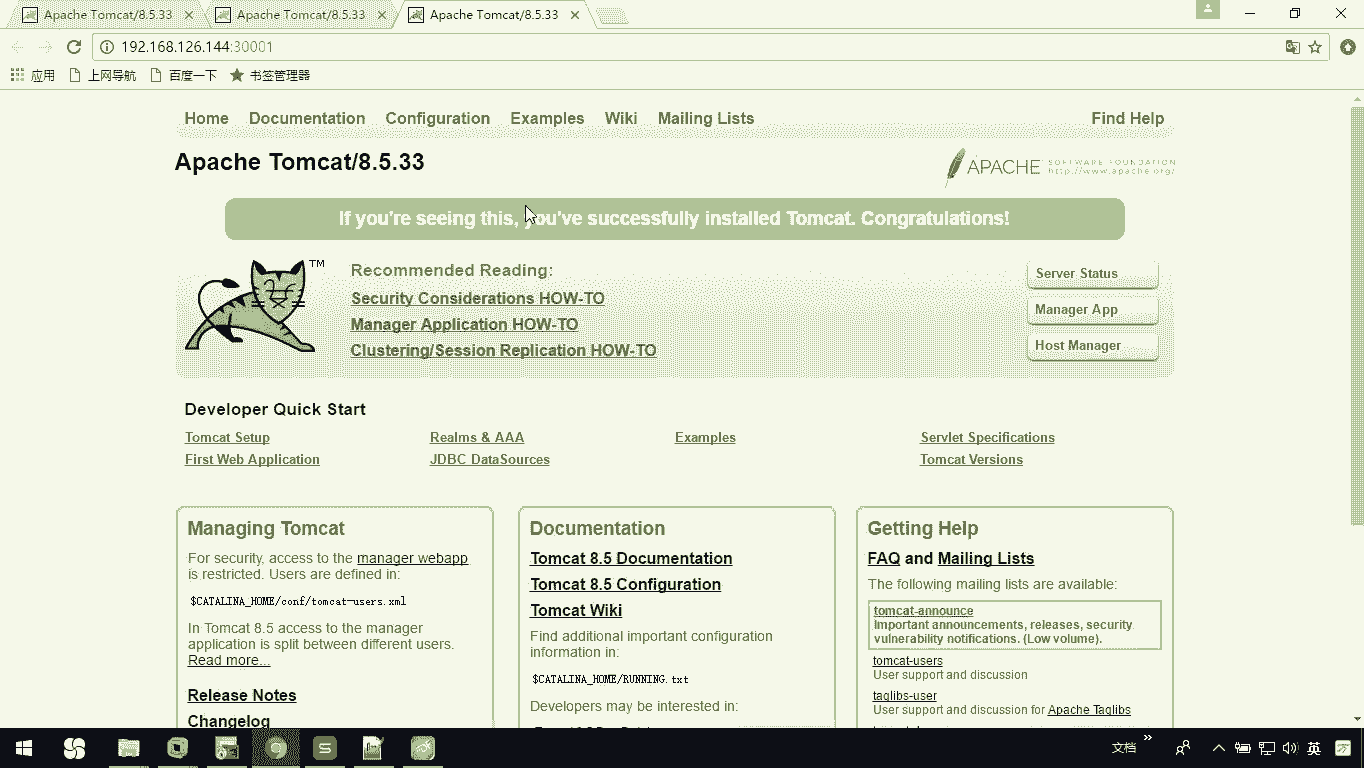 Apache Tomcat/8.5.33
Apache Tomcat/8.5.33
Apache Tomcat/8.5.33
192.168.126.144:30001
应用
上网导航
百度一下
书签管理器
Home Documentation Configuration Examples Wiki Mailing Lists Find Help
Apache Tomcat/8.5.33
APACHE
SOFTWARE FOUNDATION
http://www.apache.org/
If you're seeing this, you've successfully installed Tomcat. Congratulations!
TM
Recommended Reading:
Security Considerations HOW-TO
Manager Application HOW-TO
Clustering/Session Replication HOW-TO
Server Status
Manager App
Host Manager
Developer Quick Start
Tomcat Setup
First Web Application
Realms & AAA
JDBC DataSources
Examples
Servlet Specifications
Tomcat Versions
Managing Tomcat
For security, access to the manager webapp
is restricted. Users are defined in:
$CATALINA_HOME/conf/tomcat-users.xml
In Tomcat 8.5 access to the manager
application is split between different users.
Read more...
Release Notes
Changelog
Documentation
Tomcat 8.5 Documentation
Tomcat 8.5 Configuration
Tomcat Wiki
Find additional important configuration
information in:
$CATALINA_HOME/RUNNING.txt
Developers may be interested in:
Getting Help
FAQ and Mailing Lists
The following mailing lists are available:
tomcat-announce
Important announcements, releases, security
vulnerability notifications. (Low volume).
tomcat-users
User support and discussion
taglibs-user
User support and discussion for Apache Taglibs
文档
英